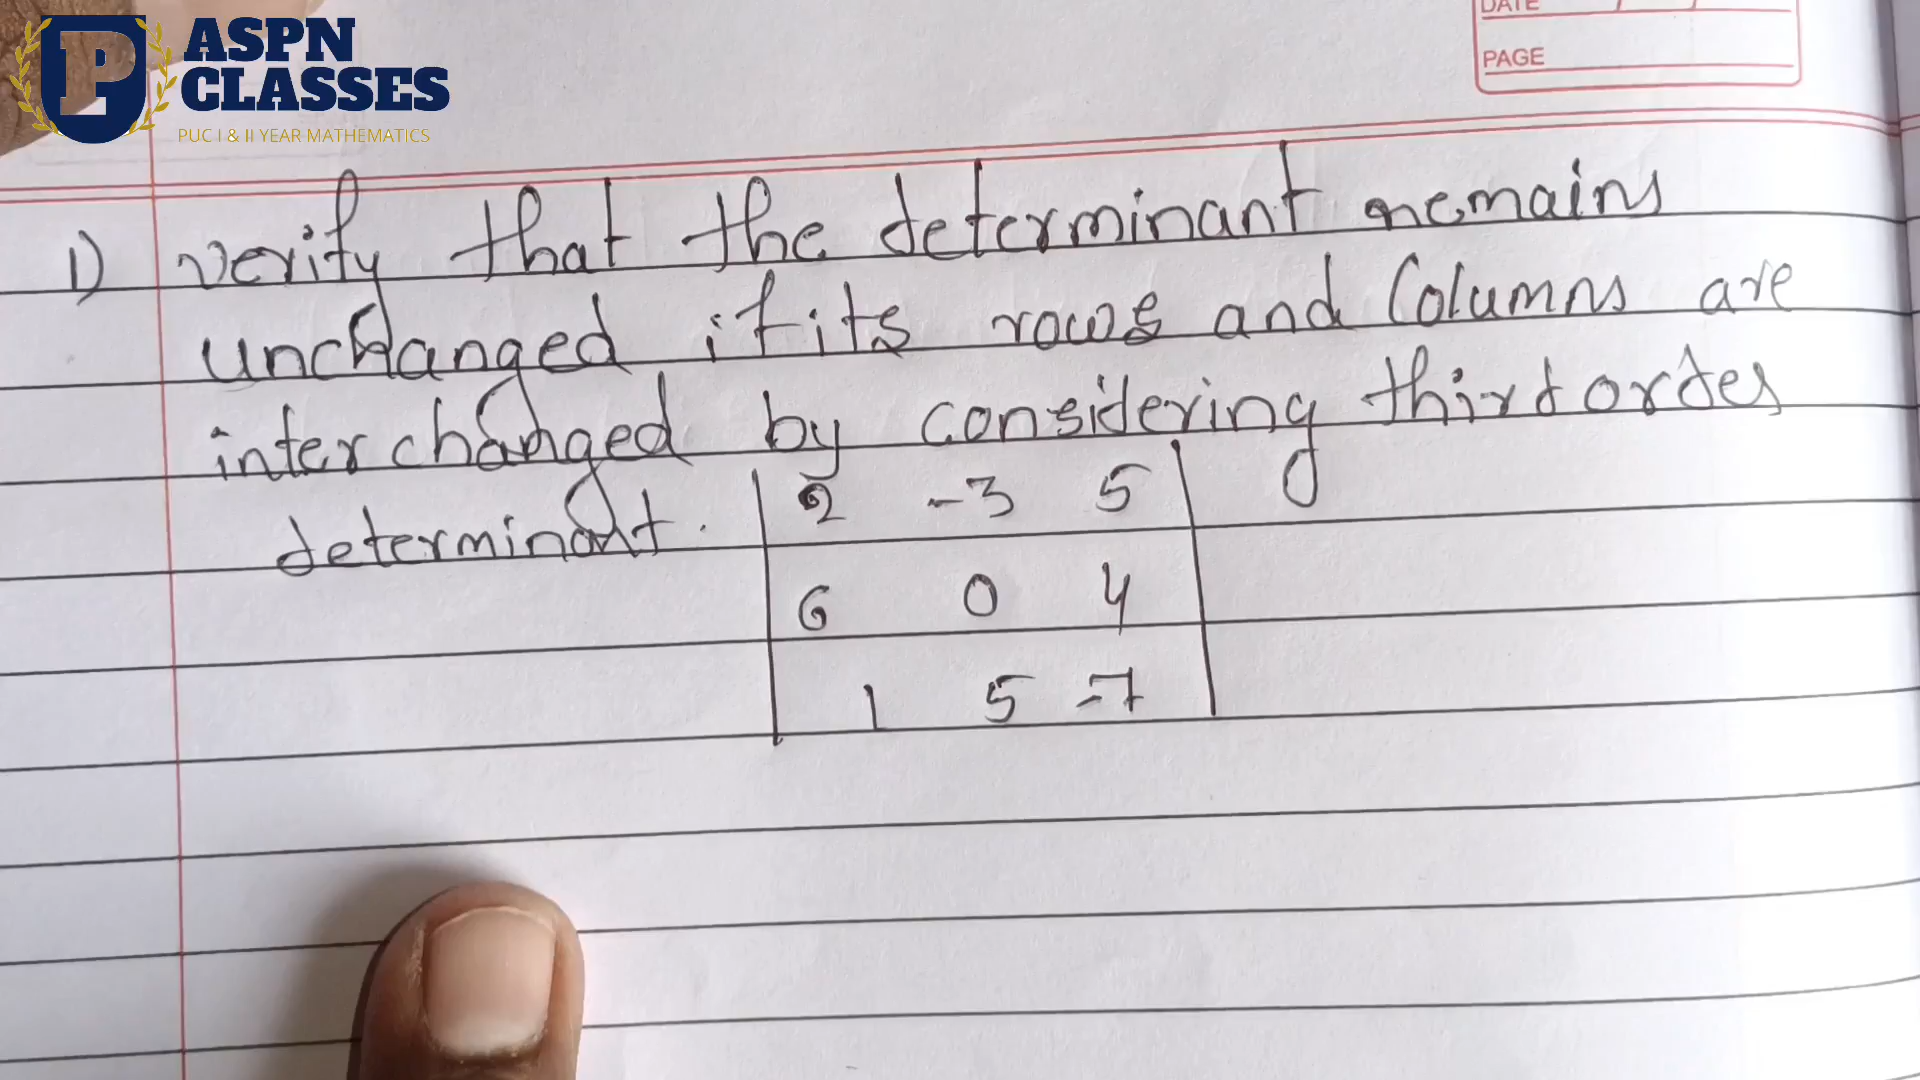 ASPN
CLASSES
PUC I & II YEAR MATHEMATICS
DATE / /
PAGE
1) Verify that the determinant remains
unchanged if its rows and Columns are
interchanged by considering third order
determinant. | 2 -3 5 |
6 0 4
1 5 -7